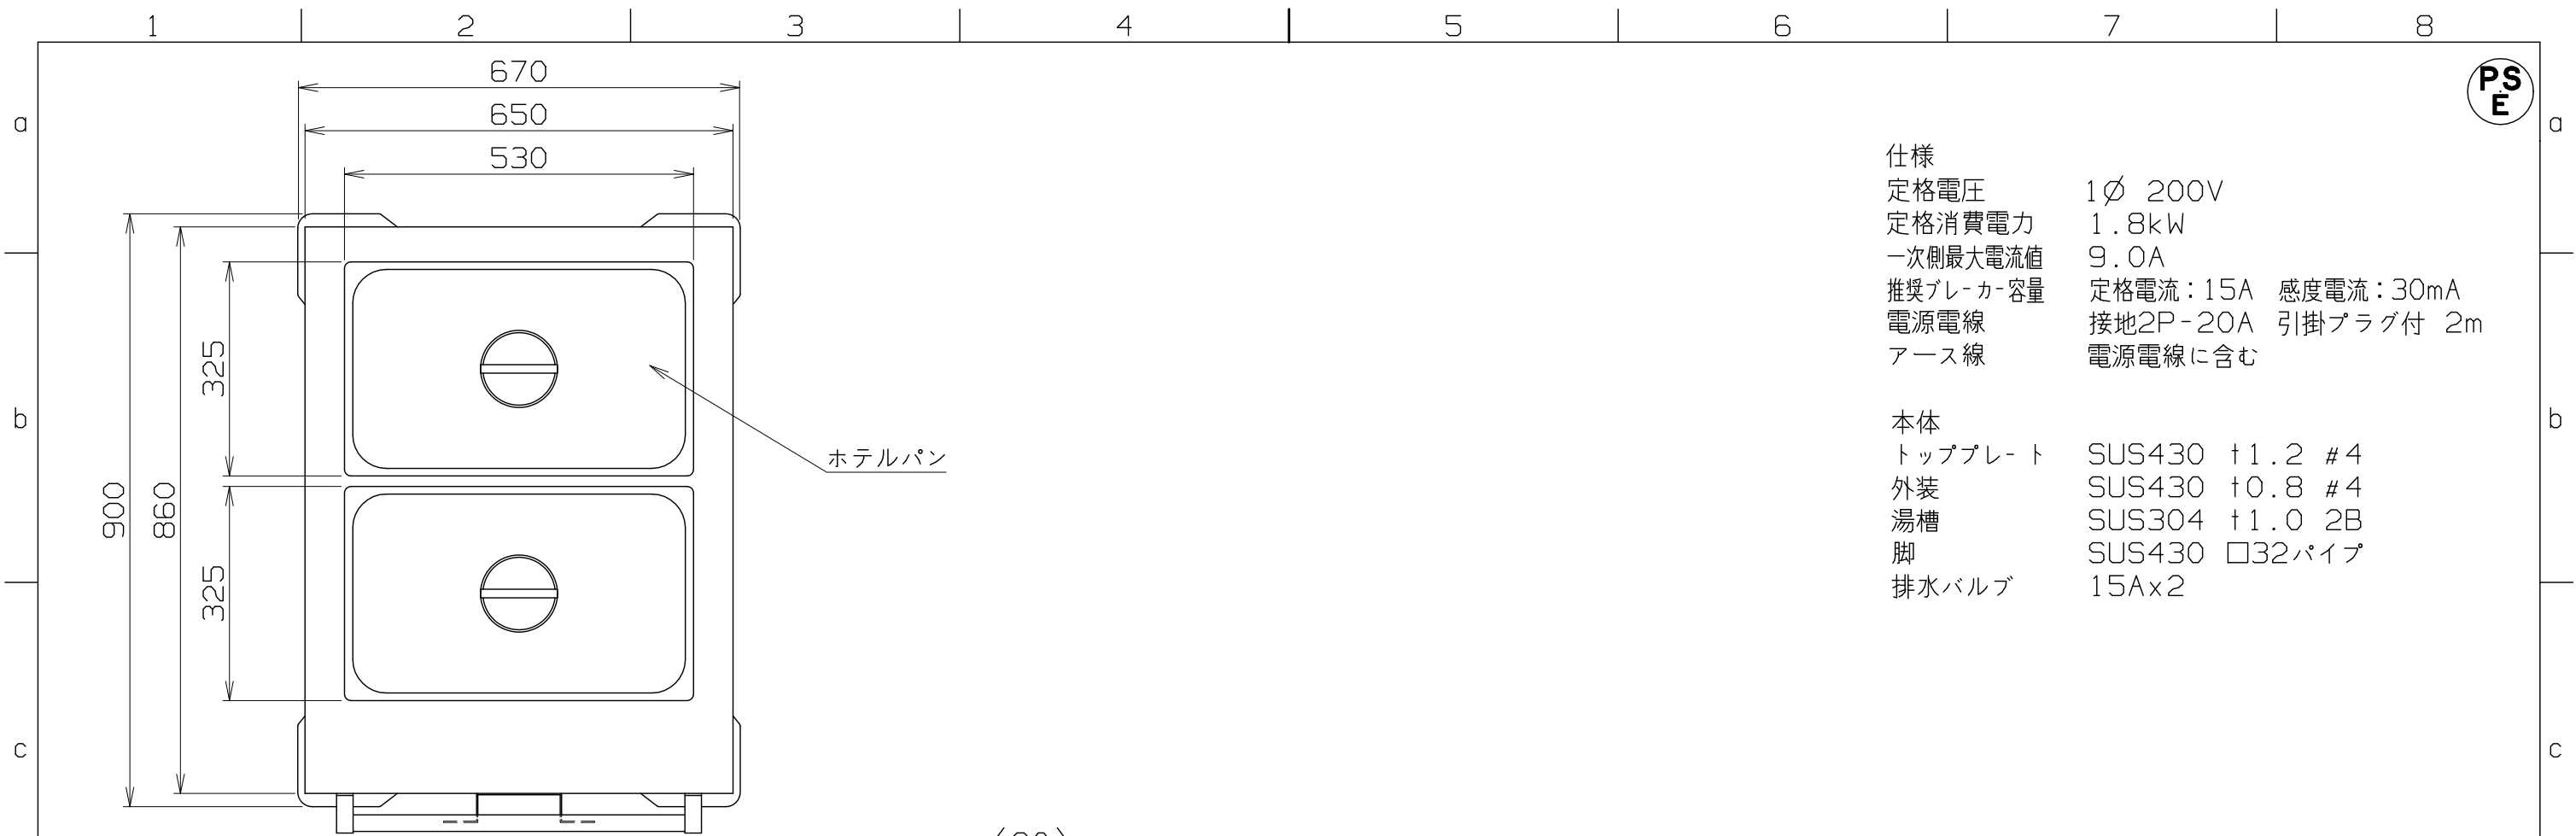 1 2 3 4 5 6 7 8
PS
E
a a
670
650
530
仕様
定格電圧 1Ø 200V
定格消費電力 1.8kW
一次側最大電流値 9.0A
推奨ブレーカー容量 定格電流：15A 感度電流：30mA
電源電線 接地2P-20A 引掛プラグ付 2m
アース線 電源電線に含む
325
b b
本体
トッププレート SUS430 t1.2 #4
外装 SUS430 t0.8 #4
湯槽 SUS304 t1.0 2B
脚 SUS430 □32パイプ
排水バルブ 15Ax2
ホテルパン
900
860
325
c c